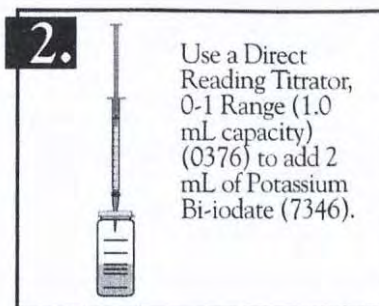 2.
Use a Direct
Reading Titrator,
0-1 Range (1.0
mL capacity)
(0376) to add 2
mL of Potassium
Bi-iodate (7346).